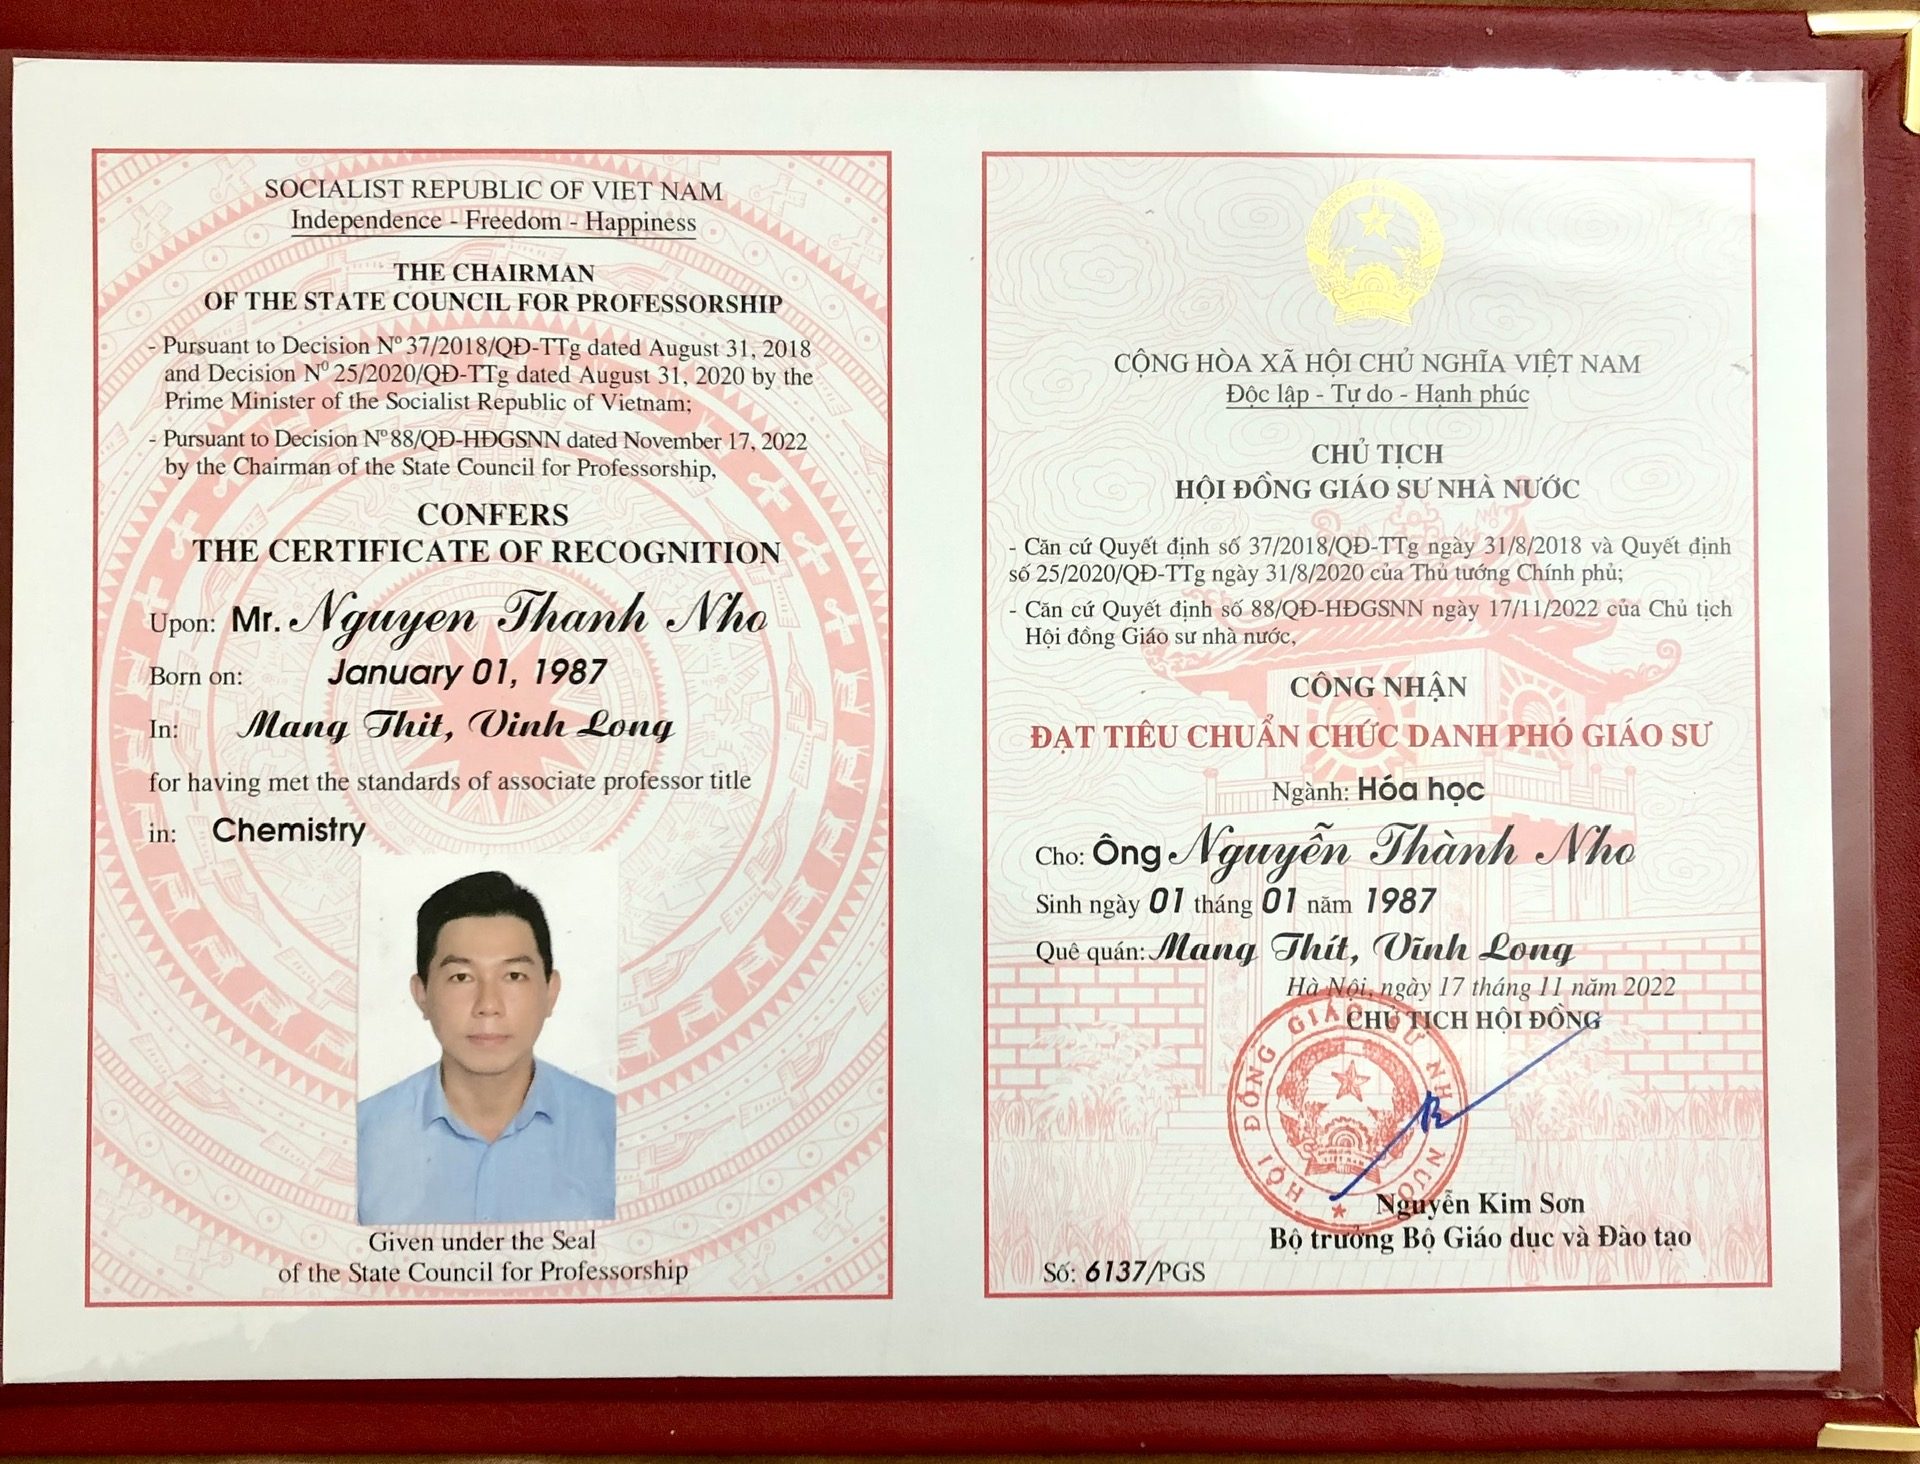 SOCIALIST REPUBLIC OF VIET NAM
Independence - Freedom - Happiness
THE CHAIRMAN
OF THE STATE COUNCIL FOR PROFESSORSHIP
- Pursuant to Decision Nº 37/2018/QĐ-TTg dated August 31, 2018
and Decision Nº 25/2020/QĐ-TTg dated August 31, 2020 by the
Prime Minister of the Socialist Republic of Vietnam;
- Pursuant to Decision Nº 88/QĐ-HĐGSNN dated November 17, 2022
by the Chairman of the State Council for Professorship,
CONFERS
THE CERTIFICATE OF RECOGNITION
Upon: Mr. Nguyen Thanh Nho
Born on: January 01, 1987
In: Mang Thit, Vinh Long
for having met the standards of associate professor title
in: Chemistry
Given under the Seal
of the State Council for Professorship
CỘNG HÒA XÃ HỘI CHỦ NGHĨA VIỆT NAM
Độc lập - Tự do - Hạnh phúc
CHỦ TỊCH
HỘI ĐỒNG GIÁO SƯ NHÀ NƯỚC
- Căn cứ Quyết định số 37/2018/QĐ-TTg ngày 31/8/2018 và Quyết định
số 25/2020/QĐ-TTg ngày 31/8/2020 của Thủ tướng Chính phủ;
- Căn cứ Quyết định số 88/QĐ-HĐGSNN ngày 17/11/2022 của Chủ tịch
Hội đồng Giáo sư nhà nước,
CÔNG NHẬN
ĐẠT TIÊU CHUẨN CHỨC DANH PHÓ GIÁO SƯ
Ngành: Hóa học
Cho: Ông Nguyễn Thành Nho
Sinh ngày 01 tháng 01 năm 1987
Quê quán: Mang Thít, Vĩnh Long
Hà Nội, ngày 17 tháng 11 năm 2022
CHỦ TỊCH HỘI ĐỒNG
HỘI ĐỒNG GIÁO SƯ NHÀ NƯỚC
Nguyễn Kim Sơn
Bộ trưởng Bộ Giáo dục và Đào tạo
Số: 6137/PGS